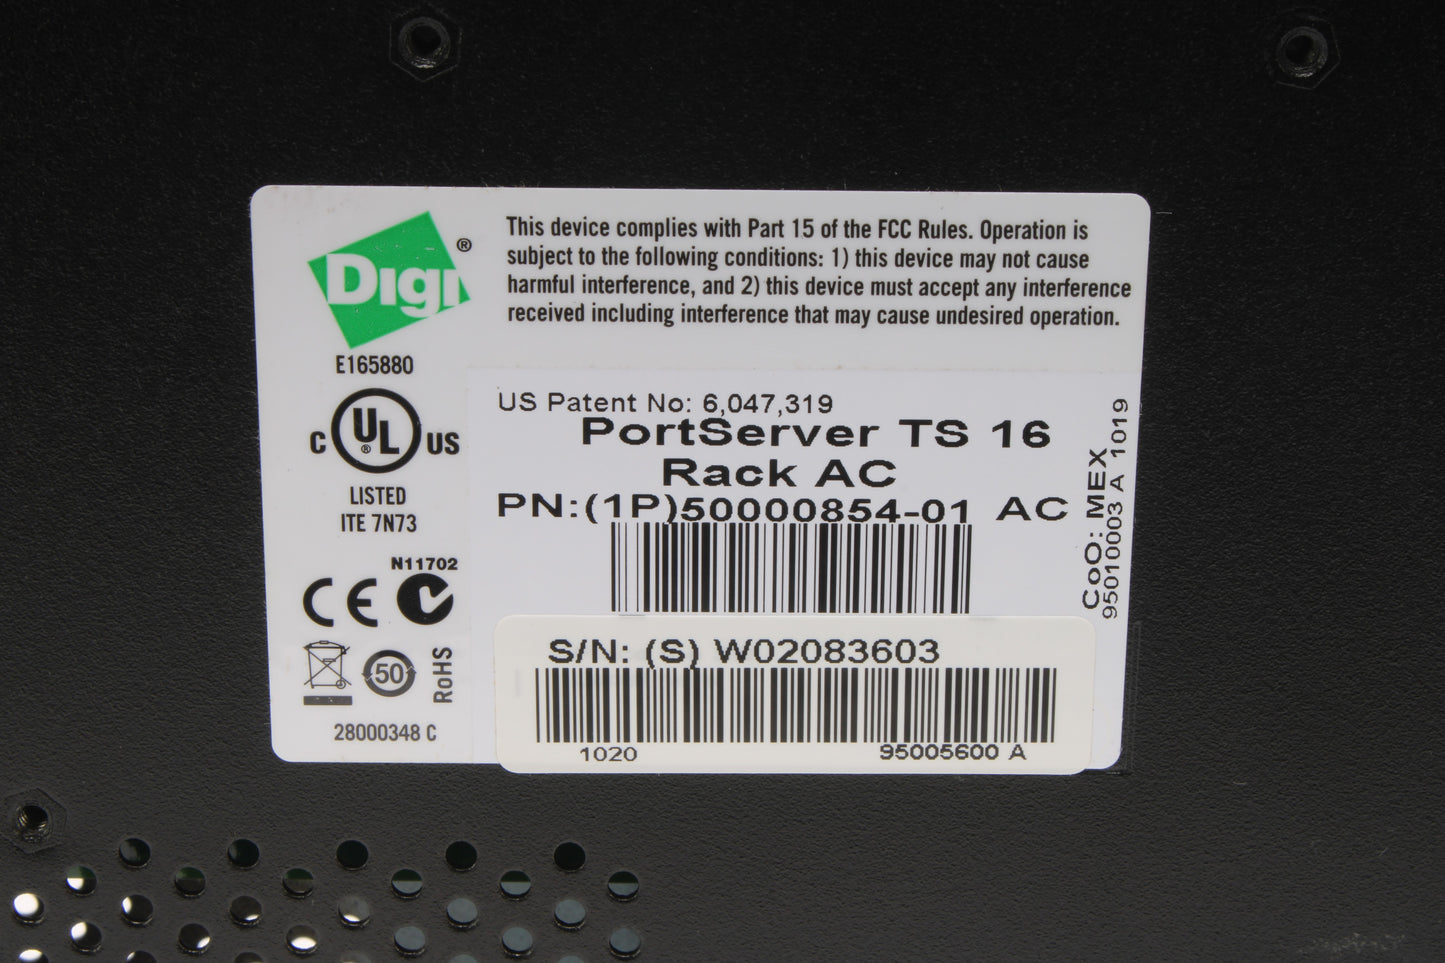 Digi®
This device complies with Part 15 of the FCC Rules. Operation is
subject to the following conditions: 1) this device may not cause
harmful interference, and 2) this device must accept any interference
received including interference that may cause undesired operation.
E165880
C UL® US
LISTED
ITE 7N73
N11702
CE
50
RoHS
28000348 C
US Patent No: 6,047,319
PortServer TS 16
Rack AC
PN:(1P)50000854-01 AC
CoO: MEX
95010003 A 1019
S/N: (S) W02083603
1020 95005600 A